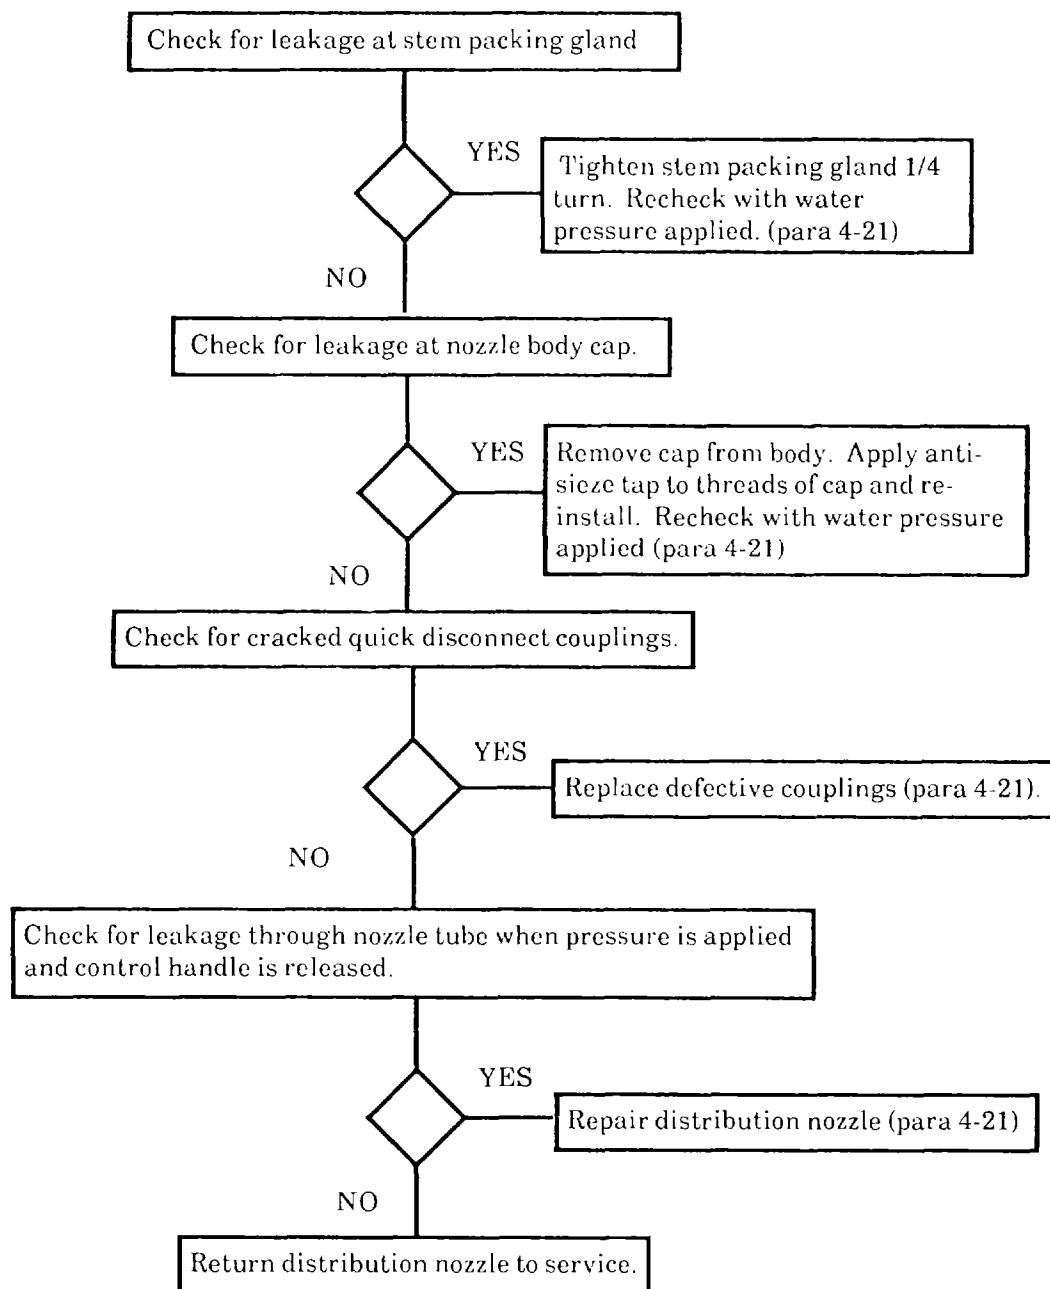 Check for leakage at stem packing gland
YES
Tighten stem packing gland 1/4
turn. Recheck with water
pressure applied. (para 4-21)
NO
Check for leakage at nozzle body cap.
YES
Remove cap from body. Apply anti-
sieze tap to threads of cap and re-
install. Recheck with water pressure
applied (para 4-21)
NO
Check for cracked quick disconnect couplings.
YES
Replace defective couplings (para 4-21).
NO
Check for leakage through nozzle tube when pressure is applied
and control handle is released.
YES
Repair distribution nozzle (para 4-21)
NO
Return distribution nozzle to service.